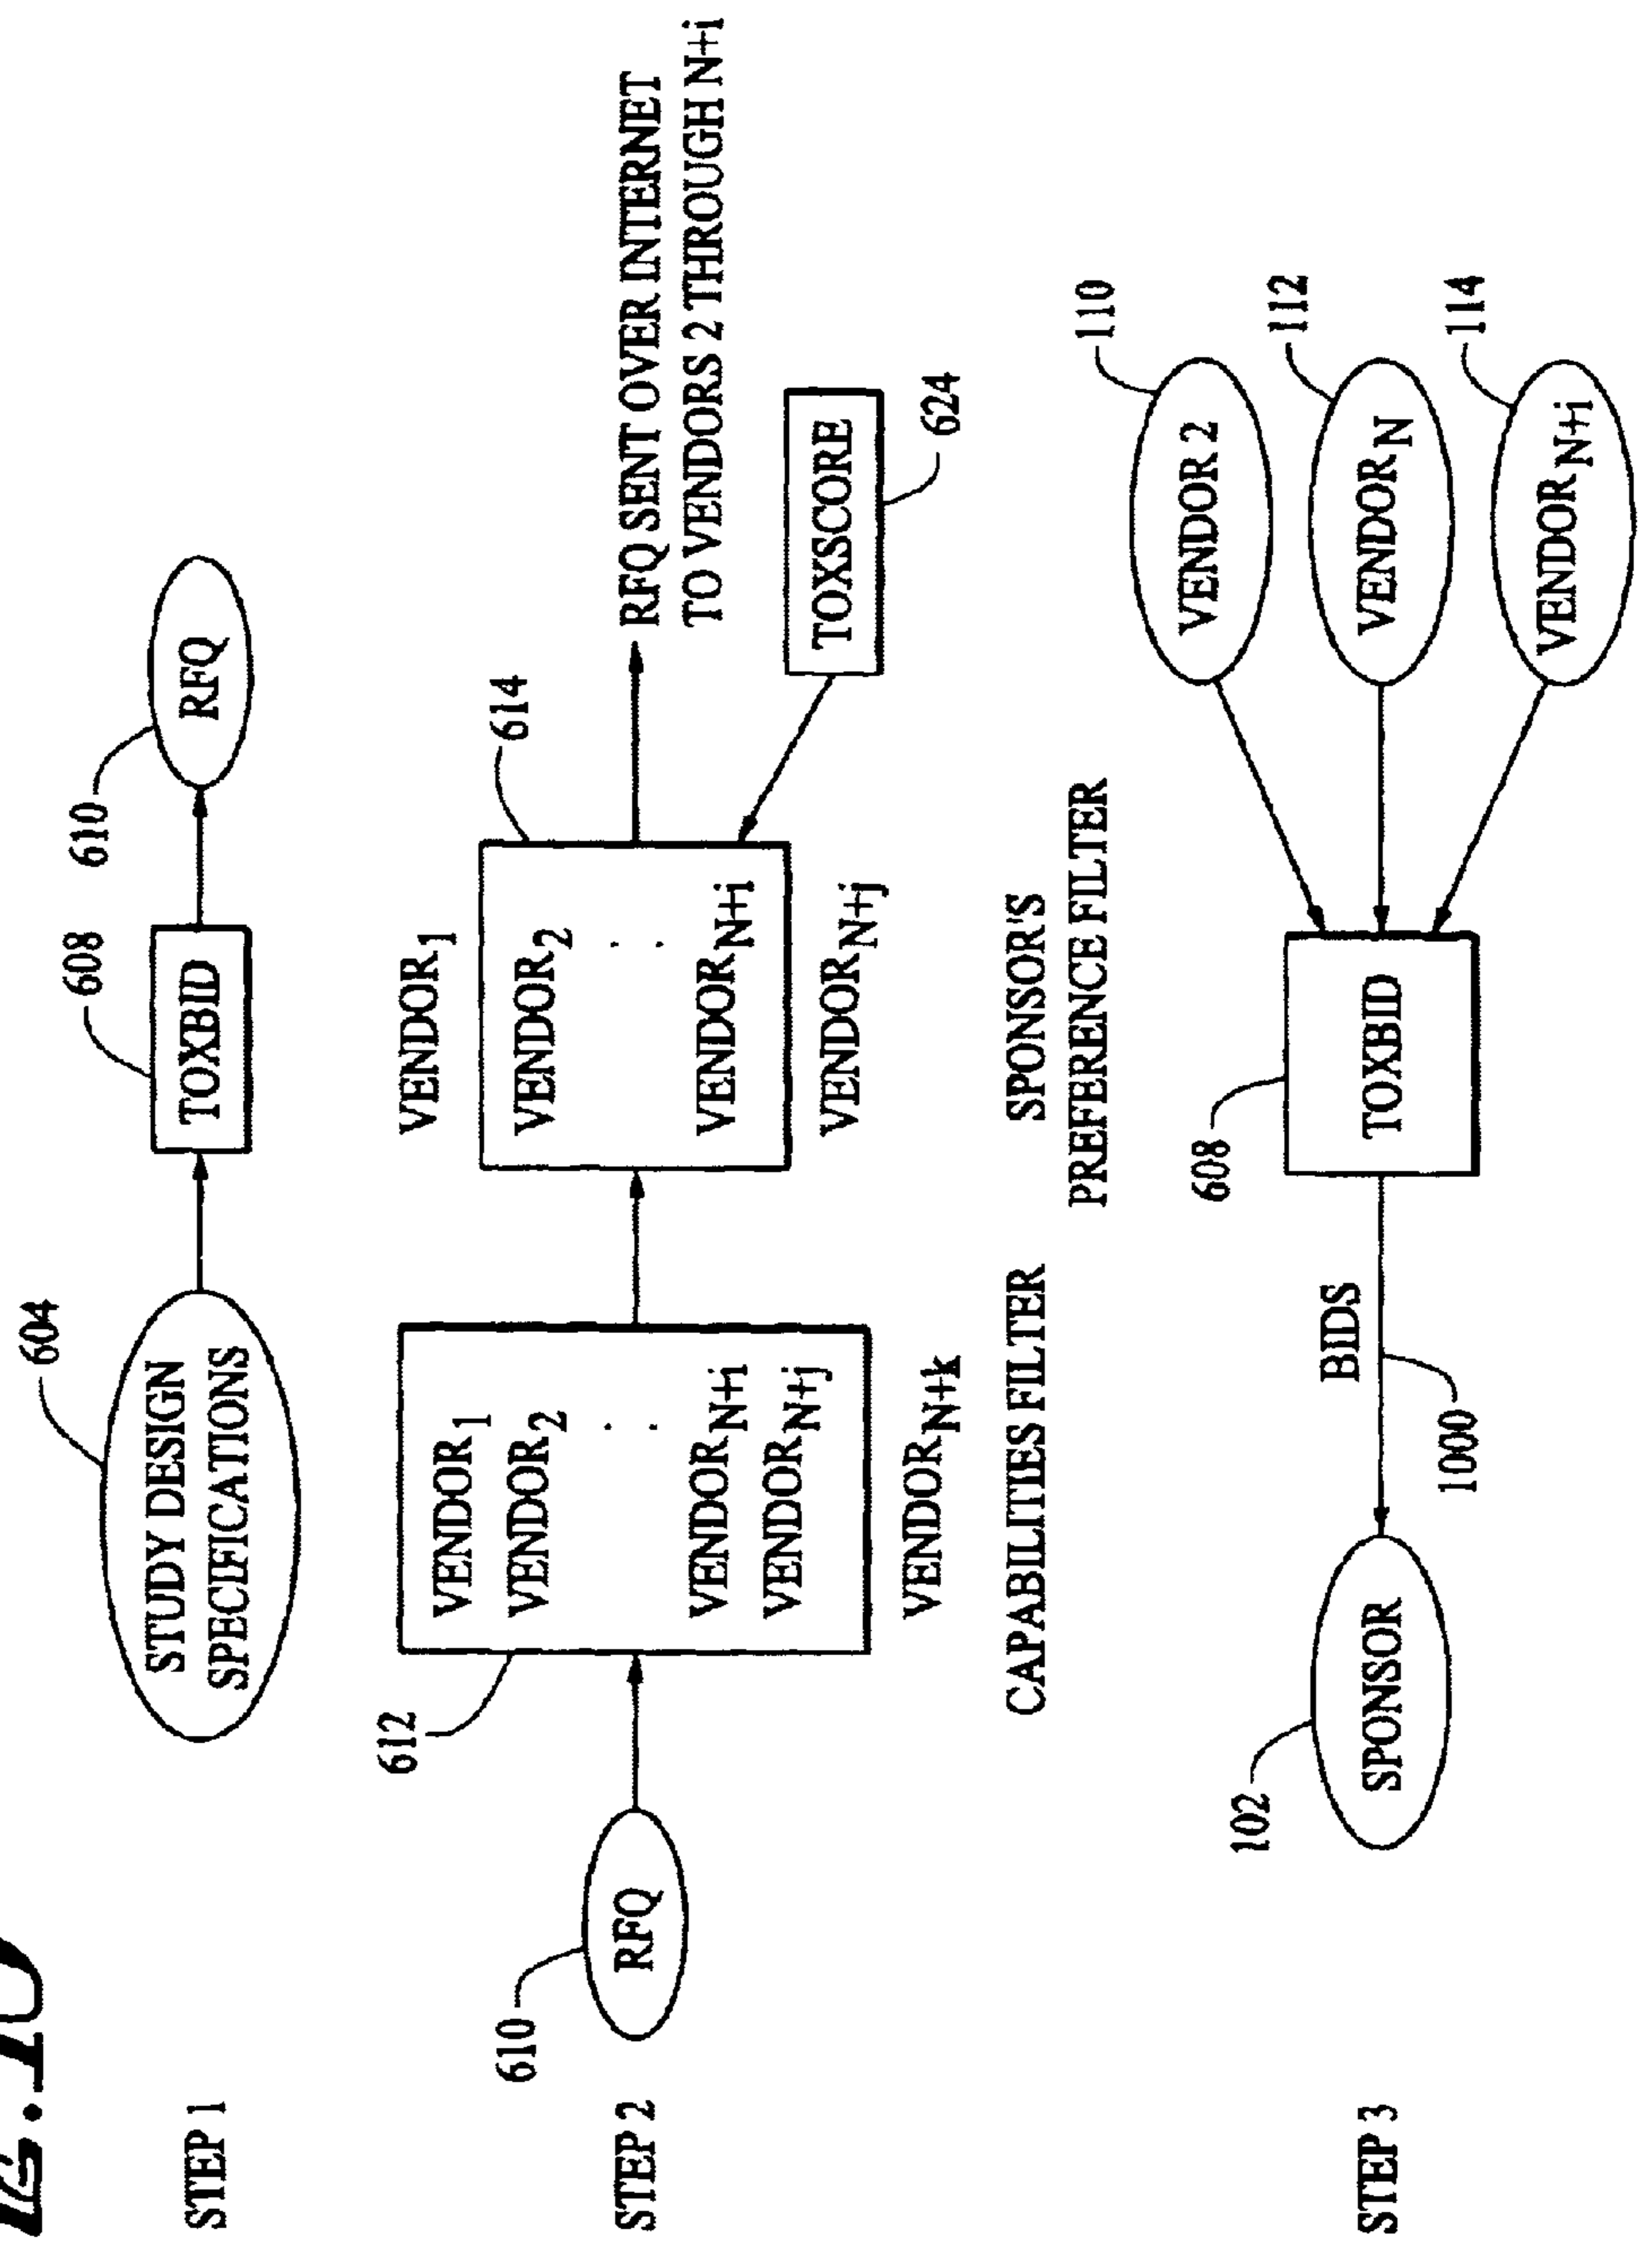 .10
STEP 1
604
STUDY DESIGN
SPECIFICATIONS
608
TOXBID
610
RFQ
STEP 2
610
RFQ
612
VENDOR1
VENDOR2
. .
VENDORN+i
VENDORN+j
VENDORN+k
CAPABILITIES FILTER
VENDOR1
614
VENDOR2
. .
VENDORN+i
VENDORN+j
SPONSOR'S
PREFERENCE FILTER
RFQ SENT OVER INTERNET
TO VENDORS 2 THROUGH N+i
TOXSCORE
624
STEP 3
102
SPONSOR
BIDS
1000
608
TOXBID
110
VENDOR 2
112
VENDORN
114
VENDORN+i